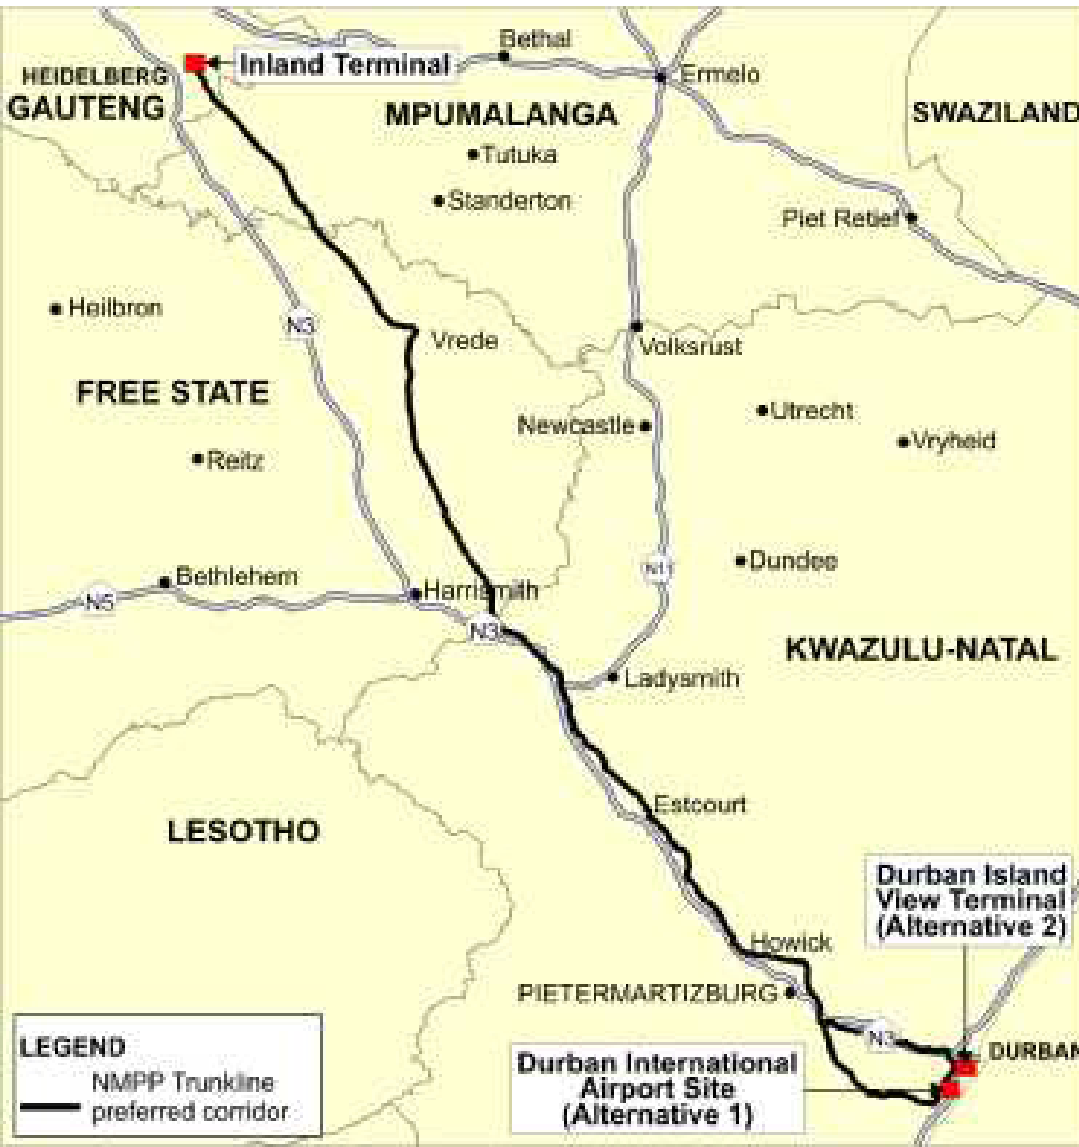 Bethal
Inland Terminal
HEIDELBERG
Ermelo
GAUTENG
MPUMALANGA
SWAZILAND
Tutuka
Standerton
Piet Retief
Heilbron
N3
Vrede
Volksrust
FREE STATE
Utrecht
Newcastle
Vryheid
Reitz
Dundee
N11
Bethlehem
Harrismith
N5
N3
KWAZULU-NATAL
Ladysmith
Estcourt
LESOTHO
Durban Island
View Terminal
(Alternative 2)
Howick
PIETERMARTIZBURG
N3
DURBAN
Durban International
Airport Site
(Alternative 1)
LEGEND
NMPP Trunkline
preferred corridor